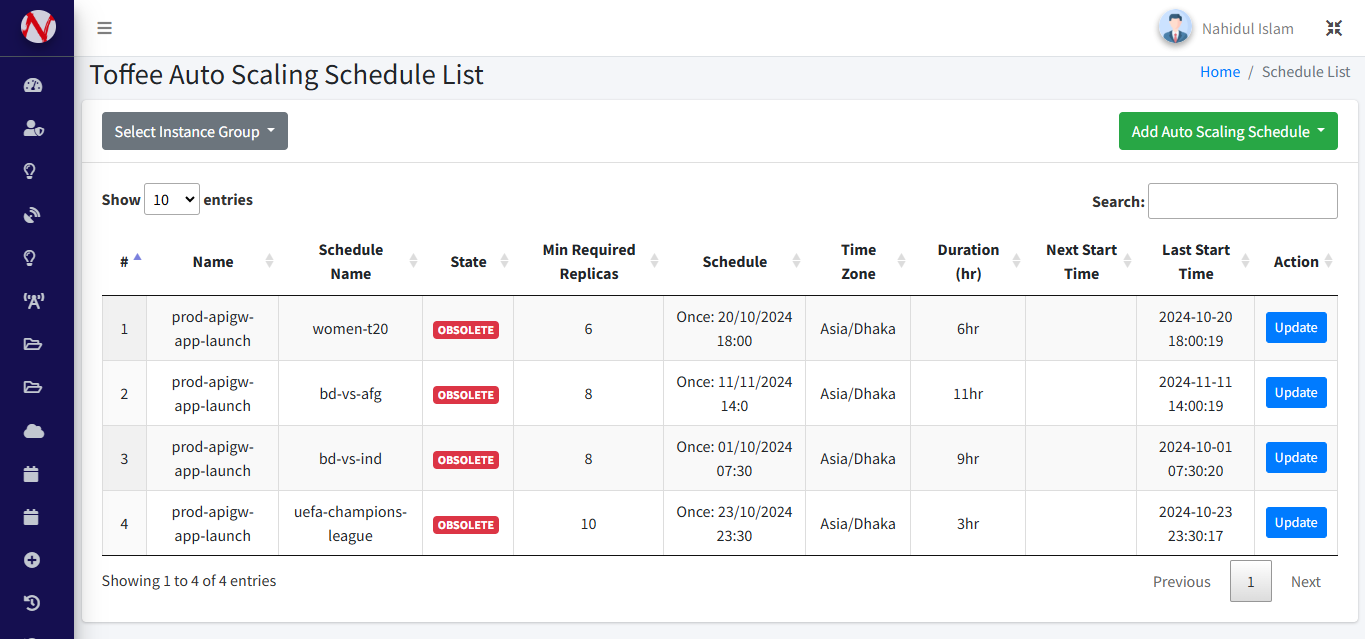 N
Nahidul Islam
Toffee Auto Scaling Schedule List
Home / Schedule List
Select Instance Group
Add Auto Scaling Schedule
Show 10 entries
Search:
# Name Schedule Name State Min Required Replicas Schedule Time Zone Duration (hr) Next Start Time Last Start Time Action
1 prod-apigw-app-launch women-t20 OBSOLETE 6 Once: 20/10/2024 18:00 Asia/Dhaka 6hr 2024-10-20 18:00:19 Update
2 prod-apigw-app-launch bd-vs-afg OBSOLETE 8 Once: 11/11/2024 14:0 Asia/Dhaka 11hr 2024-11-11 14:00:19 Update
3 prod-apigw-app-launch bd-vs-ind OBSOLETE 8 Once: 01/10/2024 07:30 Asia/Dhaka 9hr 2024-10-01 07:30:20 Update
4 prod-apigw-app-launch uefa-champions-league OBSOLETE 10 Once: 23/10/2024 23:30 Asia/Dhaka 3hr 2024-10-23 23:30:17 Update
Showing 1 to 4 of 4 entries
Previous 1 Next